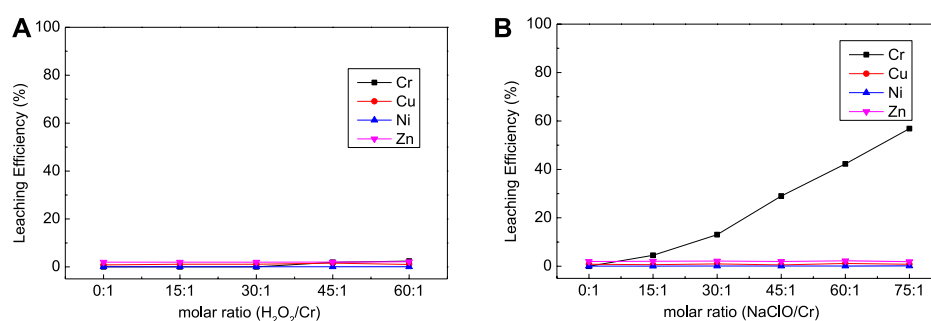 A
Leaching Efficiency (%)
100
80
60
40
20
0
Cr
Cu
Ni
Zn
0:1 15:1 30:1 45:1 60:1
molar ratio (H₂O₂/Cr)
B
Leaching Efficiency (%)
100
80
60
40
20
0
Cr
Cu
Ni
Zn
0:1 15:1 30:1 45:1 60:1 75:1
molar ratio (NaClO/Cr)